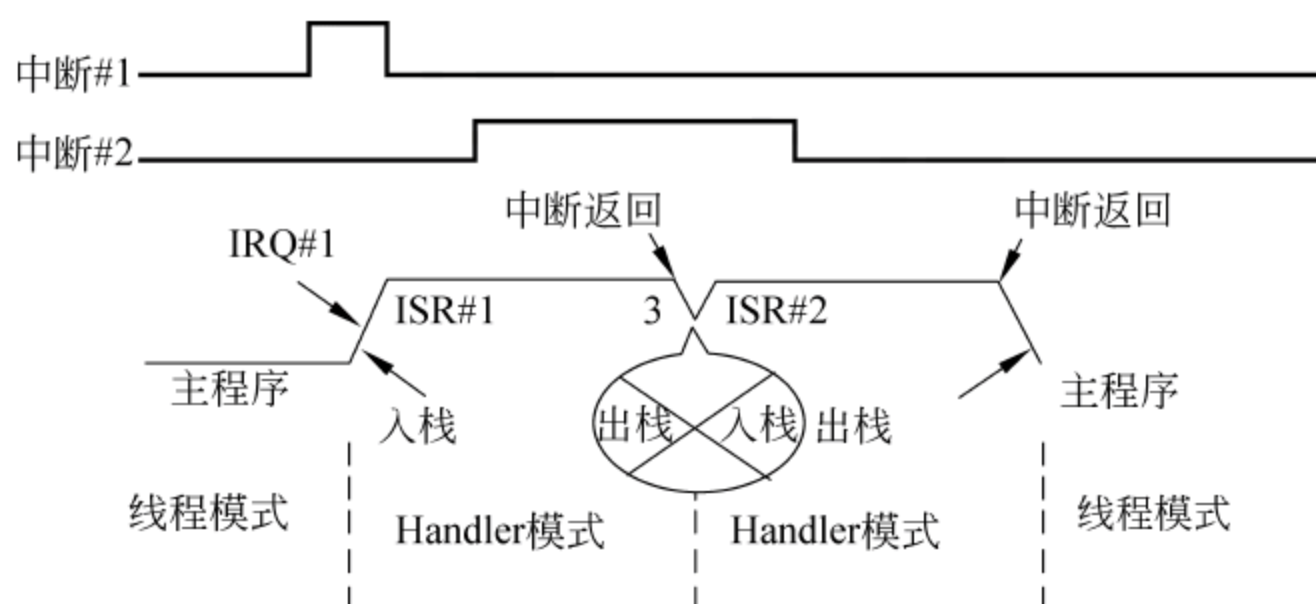 中断#1
中断#2
中断返回
中断返回
IRQ#1
ISR#1
3
ISR#2
主程序
入栈
出栈
入栈
出栈
主程序
线程模式
Handler模式
Handler模式
线程模式